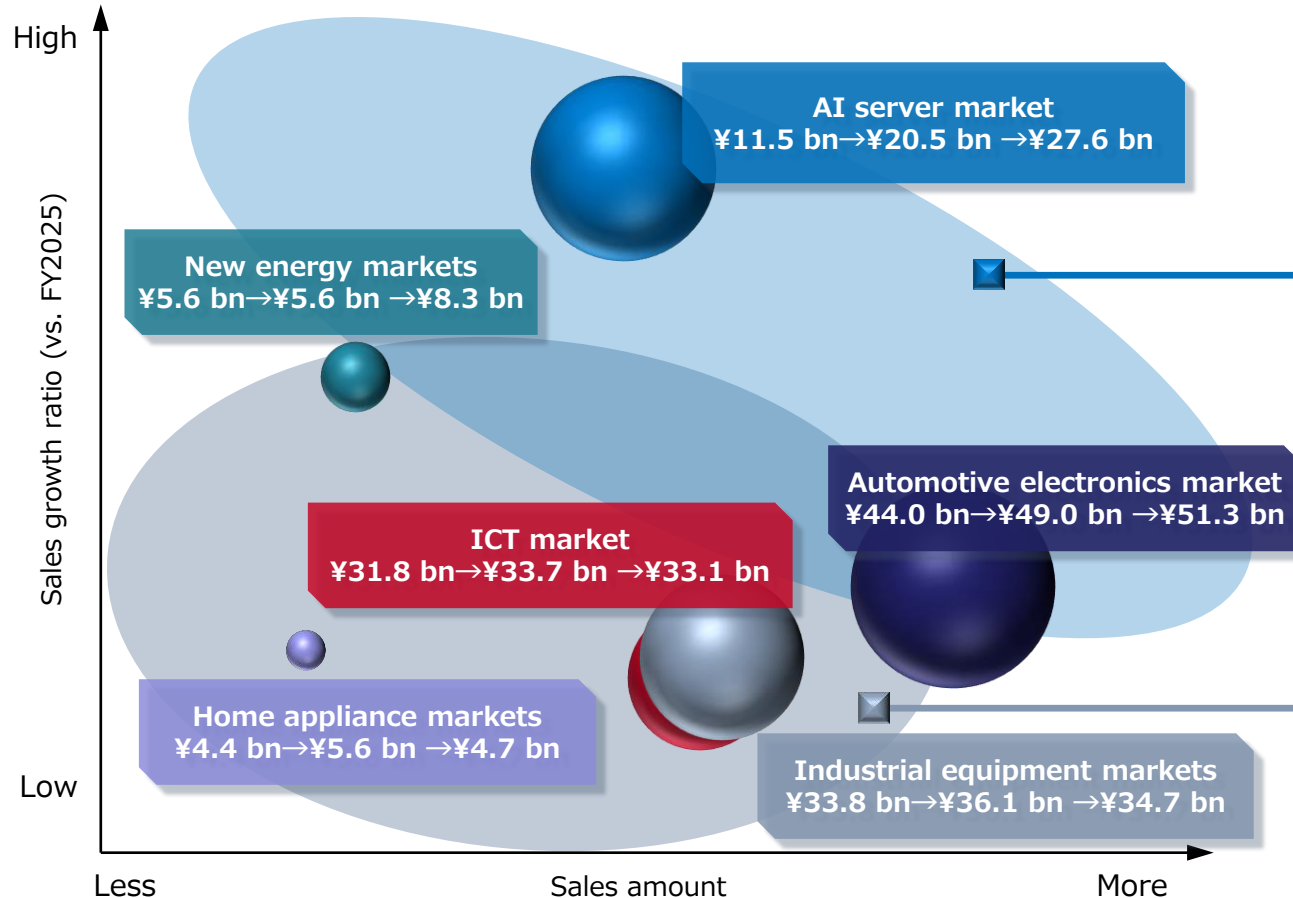 High
AI server market
¥11.5 bn→¥20.5 bn →¥27.6 bn
New energy markets
¥5.6 bn→¥5.6 bn →¥8.3 bn
Sales growth ratio (vs. FY2025)
Automotive electronics market
¥44.0 bn→¥49.0 bn →¥51.3 bn
ICT market
¥31.8 bn→¥33.7 bn →¥33.1 bn
Home appliance markets
¥4.4 bn→¥5.6 bn →¥4.7 bn
Industrial equipment markets
¥33.8 bn→¥36.1 bn →¥34.7 bn
Low
Less
Sales amount
More